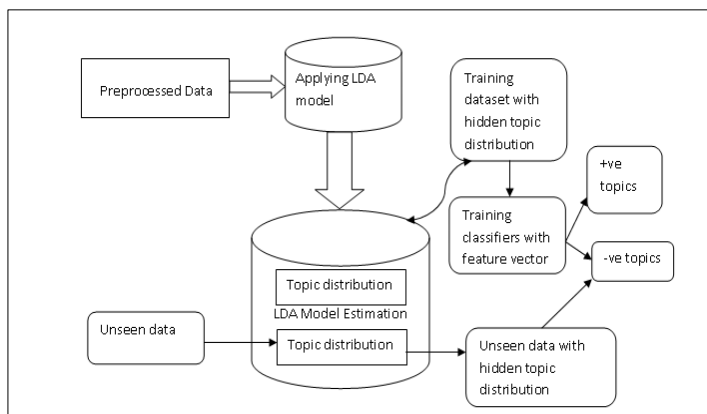 Preprocessed Data
Applying LDA
model
Training
dataset with
hidden topic
distribution
+ve
topics
Training
classifiers with
feature vector
-ve topics
Topic distribution
LDA Model Estimation
Unseen data
Topic distribution
Unseen data with
hidden topic
distribution